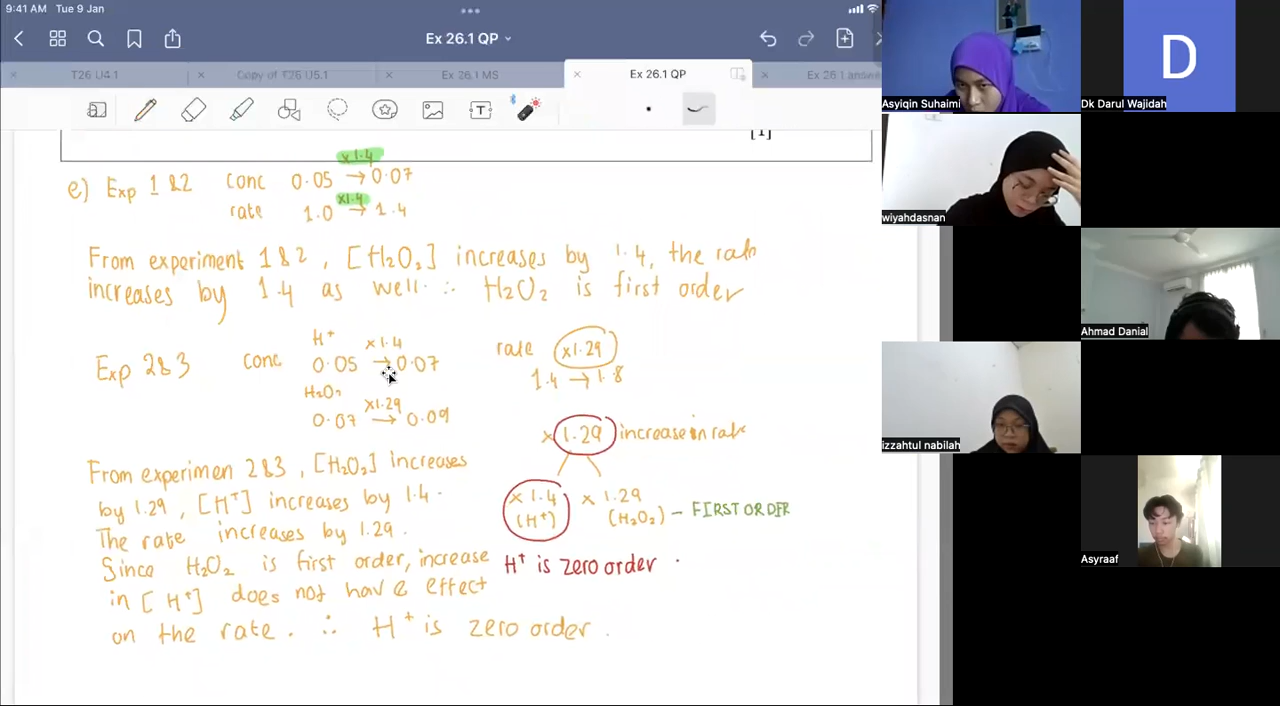 9:41 AM Tue 9 Jan
Ex 26.1 QP
T26 U4.1
Copy of T26 U5.1
Ex 26.1 MS
Ex 26.1 QP
Ex 26.1 answe
[1]
x 1.4
e) Exp 1 & 2 conc 0.05 → 0.07
x1.4
rate 1.0 → 1.4
From experiment 1 & 2, [H₂O₂] increases by 1.4, the rate
increases by 1.4 as well ∴ H₂O₂ is first order
H⁺ x 1.4
Exp 2 & 3 conc 0.05 → 0.07 rate x1.29
1.4 → 1.8
H₂O₂ x1.29
0.07 → 0.09
x 1.29 increase in rate
x 1.4 x 1.29
(H⁺) (H₂O₂) – FIRST ORDER
H⁺ is zero order.
From experimen 2&3, [H₂O₂] increases
by 1.29, [H⁺] increases by 1.4.
The rate increases by 1.29.
Since H₂O₂ is first order, increase
in [H⁺] does not have effect
on the rate. ∴ H⁺ is zero order.
Asyiqin Suhaimi
D
Dk Darul Wajidah
wiyahdasnan
Ahmad Danial
izzahtul nabilah
Asyraaf